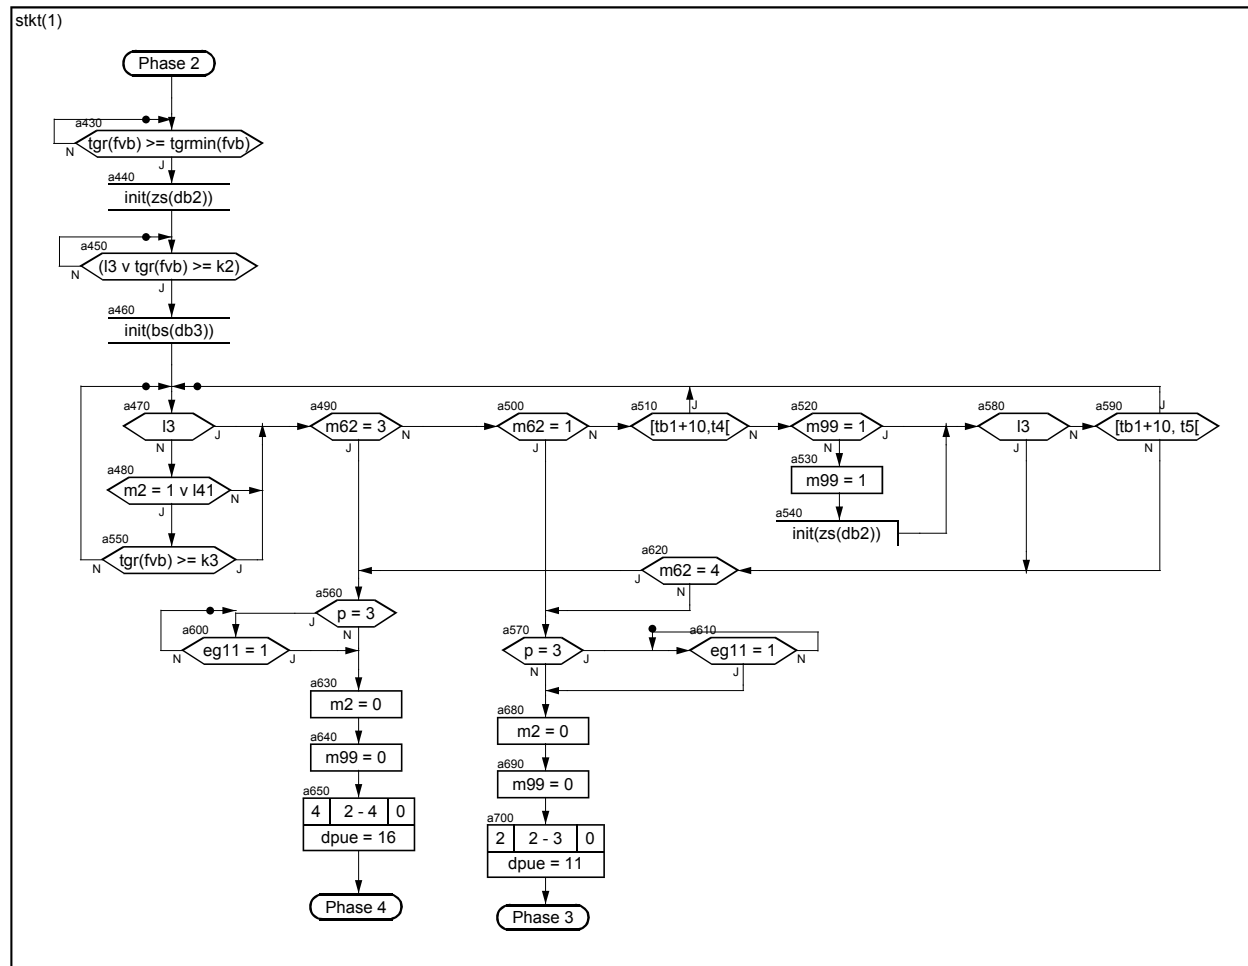 stkt(1)
Phase 2
a430
tgr(fvb) >= tgrmin(fvb)
N
J
a440
init(zs(db2))
a450
(l3 v tgr(fvb) >= k2)
N
J
a460
init(bs(db3))
a470
l3
J
N
a490
m62 = 3
N
J
a500
m62 = 1
N
J
a510
[tb1+10,t4[
J
N
a520
m99 = 1
J
N
a580
l3
N
J
a590
[tb1+10, t5[
J
N
a480
m2 = 1 v l41
N
J
a530
m99 = 1
a540
init(zs(db2))
a550
tgr(fvb) >= k3
N
J
a620
m62 = 4
J
N
a560
p = 3
J
N
a600
eg11 = 1
N
J
a570
p = 3
J
N
a610
eg11 = 1
N
J
a630
m2 = 0
a640
m99 = 0
a650
4 2 - 4 0
dpue = 16
Phase 4
a680
m2 = 0
a690
m99 = 0
a700
2 2 - 3 0
dpue = 11
Phase 3